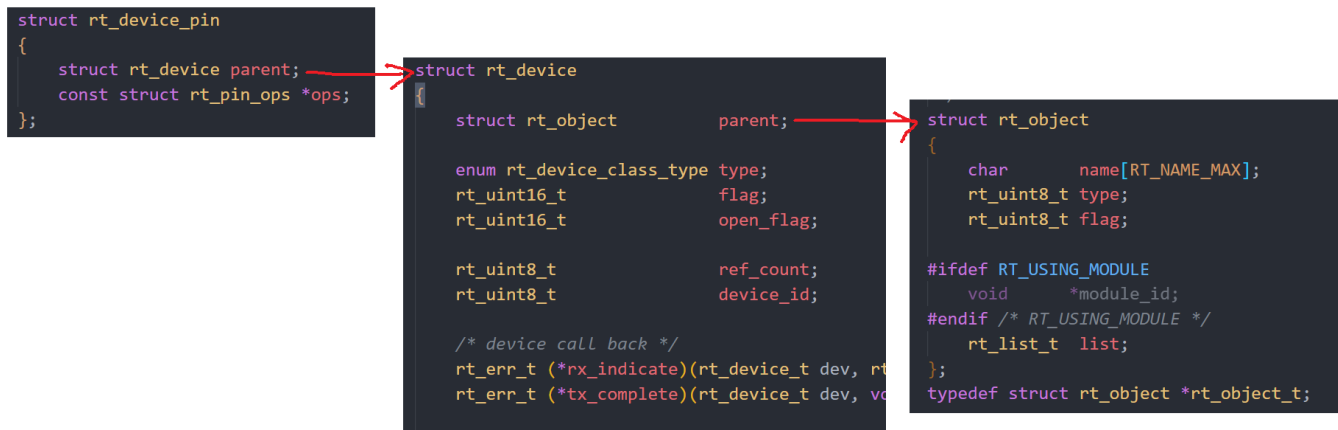 struct rt_device_pin
{
    struct rt_device parent;
    const struct rt_pin_ops *ops;
};
struct rt_device
{
    struct rt_object          parent;
    enum rt_device_class_type type;
    rt_uint16_t               flag;
    rt_uint16_t               open_flag;
    rt_uint8_t                ref_count;
    rt_uint8_t                device_id;
    /* device call back */
    rt_err_t (*rx_indicate)(rt_device_t dev, rt
    rt_err_t (*tx_complete)(rt_device_t dev, vo
struct rt_object
{
    char       name[RT_NAME_MAX];
    rt_uint8_t type;
    rt_uint8_t flag;
#ifdef RT_USING_MODULE
    void      *module_id;
#endif /* RT_USING_MODULE */
    rt_list_t  list;
};
typedef struct rt_object *rt_object_t;